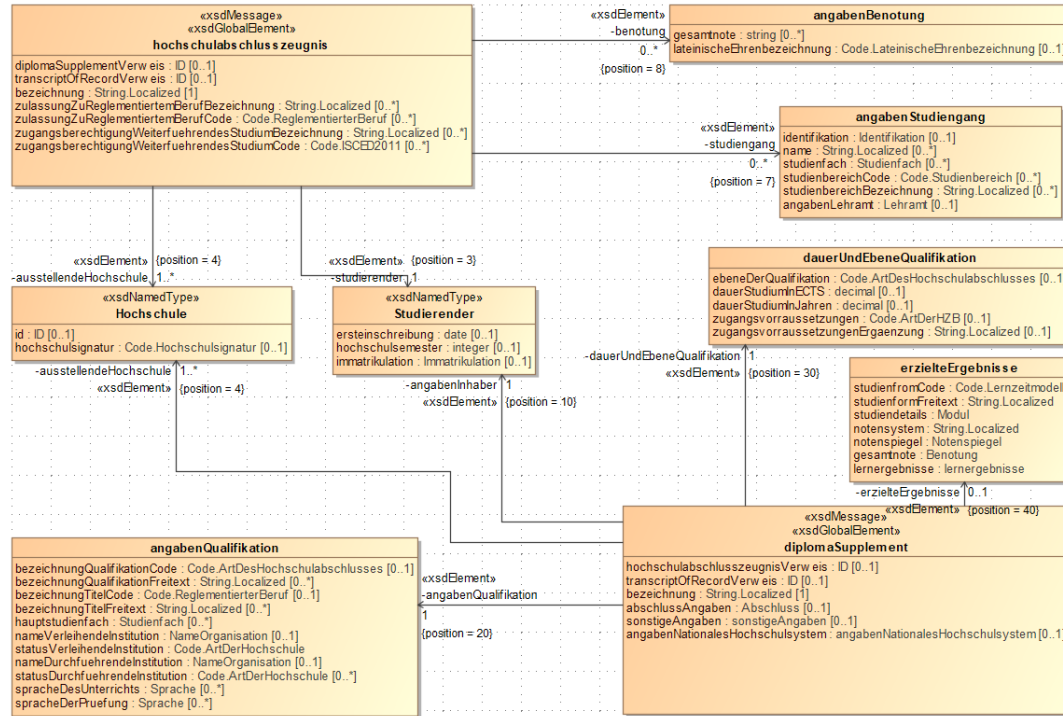 «xsdMessage»
«xsdGlobalElement»
hochschulabschlusszeugnis
diplomaSupplementVerweis : ID [0..1]
transcriptOfRecordVerweis : ID [0..1]
bezeichnung : String.Localized [1]
zulassungZuReglementiertemBerufBezeichnung : String.Localized [0..*]
zulassungZuReglementiertemBerufCode : Code.ReglementierterBeruf [0..*]
zugangsberechtigungWeiterfuehrendesStudiumBezeichnung : String.Localized [0..*]
zugangsberechtigungWeiterfuehrendesStudiumCode : Code.ISCED2011 [0..*]
«xsdElement»
-benotung
0..*
{position = 8}
angabenBenotung
gesamtnote : string [0..*]
lateinischeEhrenbezeichnung : Code.LateinischeEhrenbezeichnung [0..1]
«xsdElement»
-studiengang
0..*
{position = 7}
angabenStudiengang
identifikation : Identifikation [0..1]
name : String.Localized [0..*]
studienfach : Studienfach [0..*]
studienbereichCode : Code.Studienbereich [0..*]
studienbereichBezeichnung : String.Localized [0..*]
angabenLehramt : Lehramt [0..1]
«xsdElement» {position = 4}
-ausstellendeHochschule 1..*
«xsdElement» {position = 3}
-studierender 1
«xsdNamedType»
Hochschule
id : ID [0..1]
hochschulsignatur : Code.Hochschulsignatur [0..1]
«xsdNamedType»
Studierender
ersteinschreibung : date [0..1]
hochschulsemester : integer [0..1]
immatrikulation : Immatrikulation [0..1]
dauerUndEbeneQualifikation
ebeneDerQualifikation : Code.ArtDesHochschulabschlusses [0..1]
dauerStudiumInECTS : decimal [0..1]
dauerStudiumInJahren : decimal [0..1]
zugangsvorraussetzungen : Code.ArtDerHZB [0..1]
zugangsvorraussetzungenErgaenzung : String.Localized [0..1]
-ausstellendeHochschule 1..*
«xsdElement» {position = 4}
-angabenInhaber 1
«xsdElement» {position = 10}
-dauerUndEbeneQualifikation 1
«xsdElement» {position = 30}
erzielteErgebnisse
studienfromCode : Code.Lernzeitmodell
studienformFreitext : String.Localized
studiendetails : Modul
notensystem : String.Localized
notenspiegel : Notenspiegel
gesamtnote : Benotung
lernergebnisse : lernergebnisse
-erzielteErgebnisse 0..1
«xsdElement» {position = 40}
«xsdMessage»
«xsdGlobalElement»
diplomaSupplement
hochschulabschlusszeugnisVerweis : ID [0..1]
transcriptOfRecordVerweis : ID [0..1]
bezeichnung : String.Localized [1]
abschlussAngaben : Abschluss [0..1]
sonstigeAngaben : sonstigeAngaben [0..1]
angabenNationalesHochschulsystem : angabenNationalesHochschulsystem [0..1]
angabenQualifikation
bezeichnungQualifikationCode : Code.ArtDesHochschulabschlusses [0..1]
bezeichnungQualifikationFreitext : String.Localized [0..*]
bezeichnungTitelCode : Code.ReglementierterBeruf [0..1]
bezeichnungTitelFreitext : String.Localized [0..*]
hauptstudienfach : Studienfach [0..*]
nameVerleihendeInstitution : NameOrganisation [0..1]
statusVerleihendeInstitution : Code.ArtDerHochschule
nameDurchfuehrendeInstitution : NameOrganisation [0..1]
statusDurchfuehrendeInstitution : Code.ArtDerHochschule [0..*]
spracheDesUnterrichts : Sprache [0..*]
spracheDerPruefung : Sprache [0..*]
«xsdElement»
-angabenQualifikation
1
{position = 20}